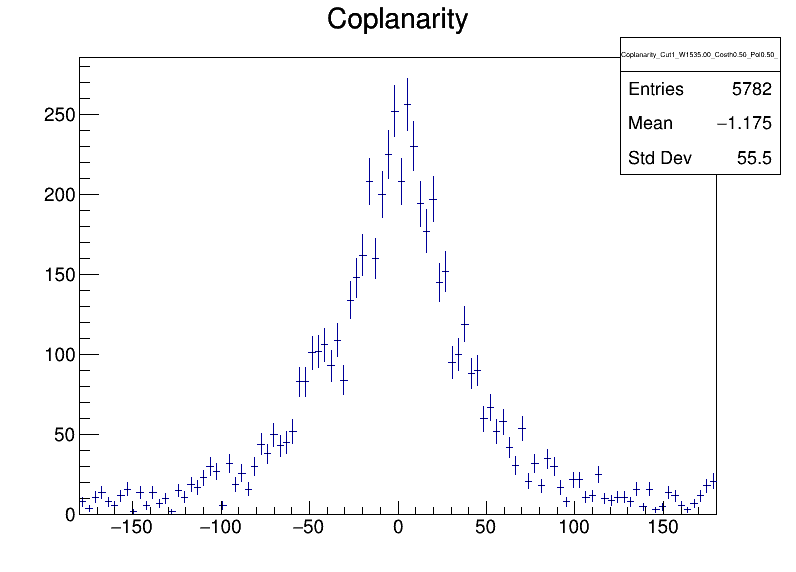 Coplanarity
Coplanarity_Cut1_W1535.00_Costh0.50_Pol0.50_
Entries 5782
Mean −1.175
Std Dev 55.5
250
200
150
100
50
0
−150 −100 −50 0 50 100 150